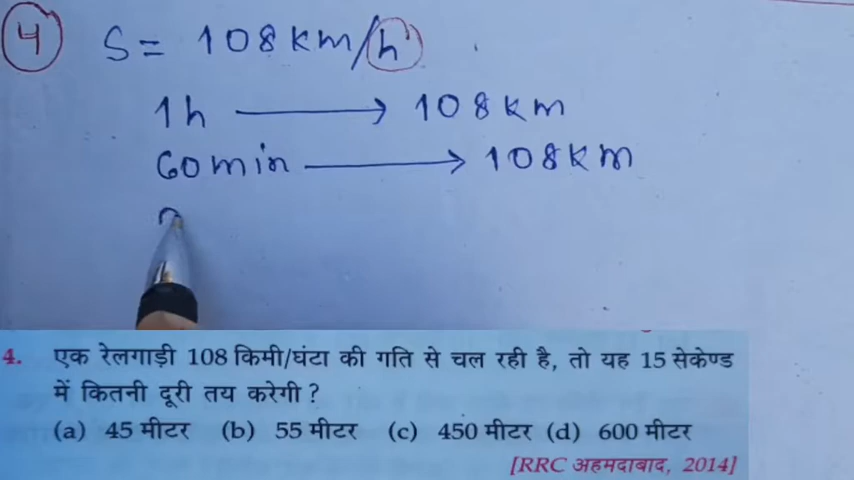 4 S = 108 km/h
1h → 108 km
60 min → 108 km
4. एक रेलगाड़ी 108 किमी/घंटा की गति से चल रही है, तो यह 15 सेकेण्ड
में कितनी दूरी तय करेगी ?
(a) 45 मीटर (b) 55 मीटर (c) 450 मीटर (d) 600 मीटर
[RRC अहमदाबाद, 2014]